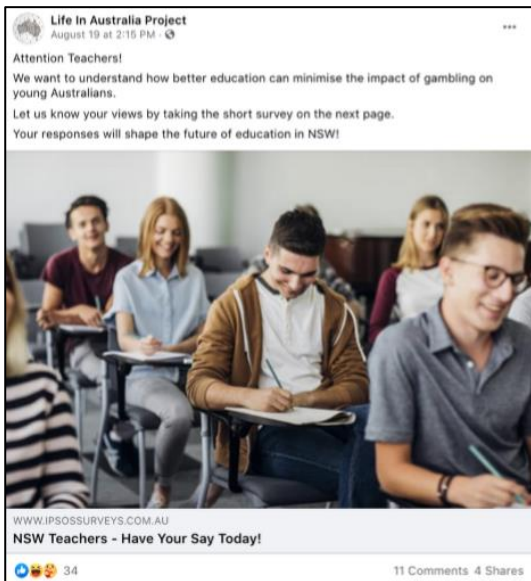 Life In Australia Project
August 19 at 2:15 PM ·
Attention Teachers!
We want to understand how better education can minimise the impact of gambling on
young Australians.
Let us know your views by taking the short survey on the next page.
Your responses will shape the future of education in NSW!
WWW.IPSOSSURVEYS.COM.AU
NSW Teachers - Have Your Say Today!
34
11 Comments 4 Shares